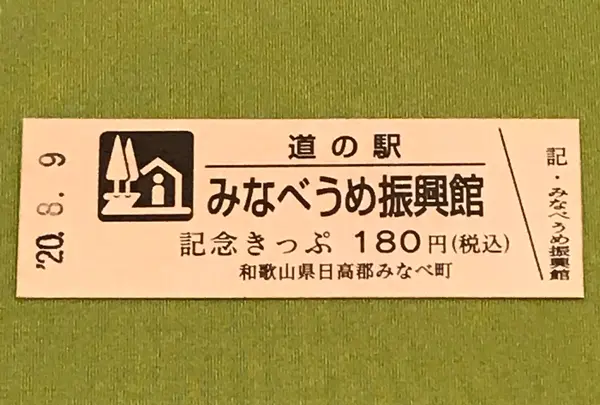 '20. 8. 9
道の駅
みなべうめ振興館
記念きっぷ 180円(税込)
和歌山県日高郡みなべ町
記・みなべうめ振興館